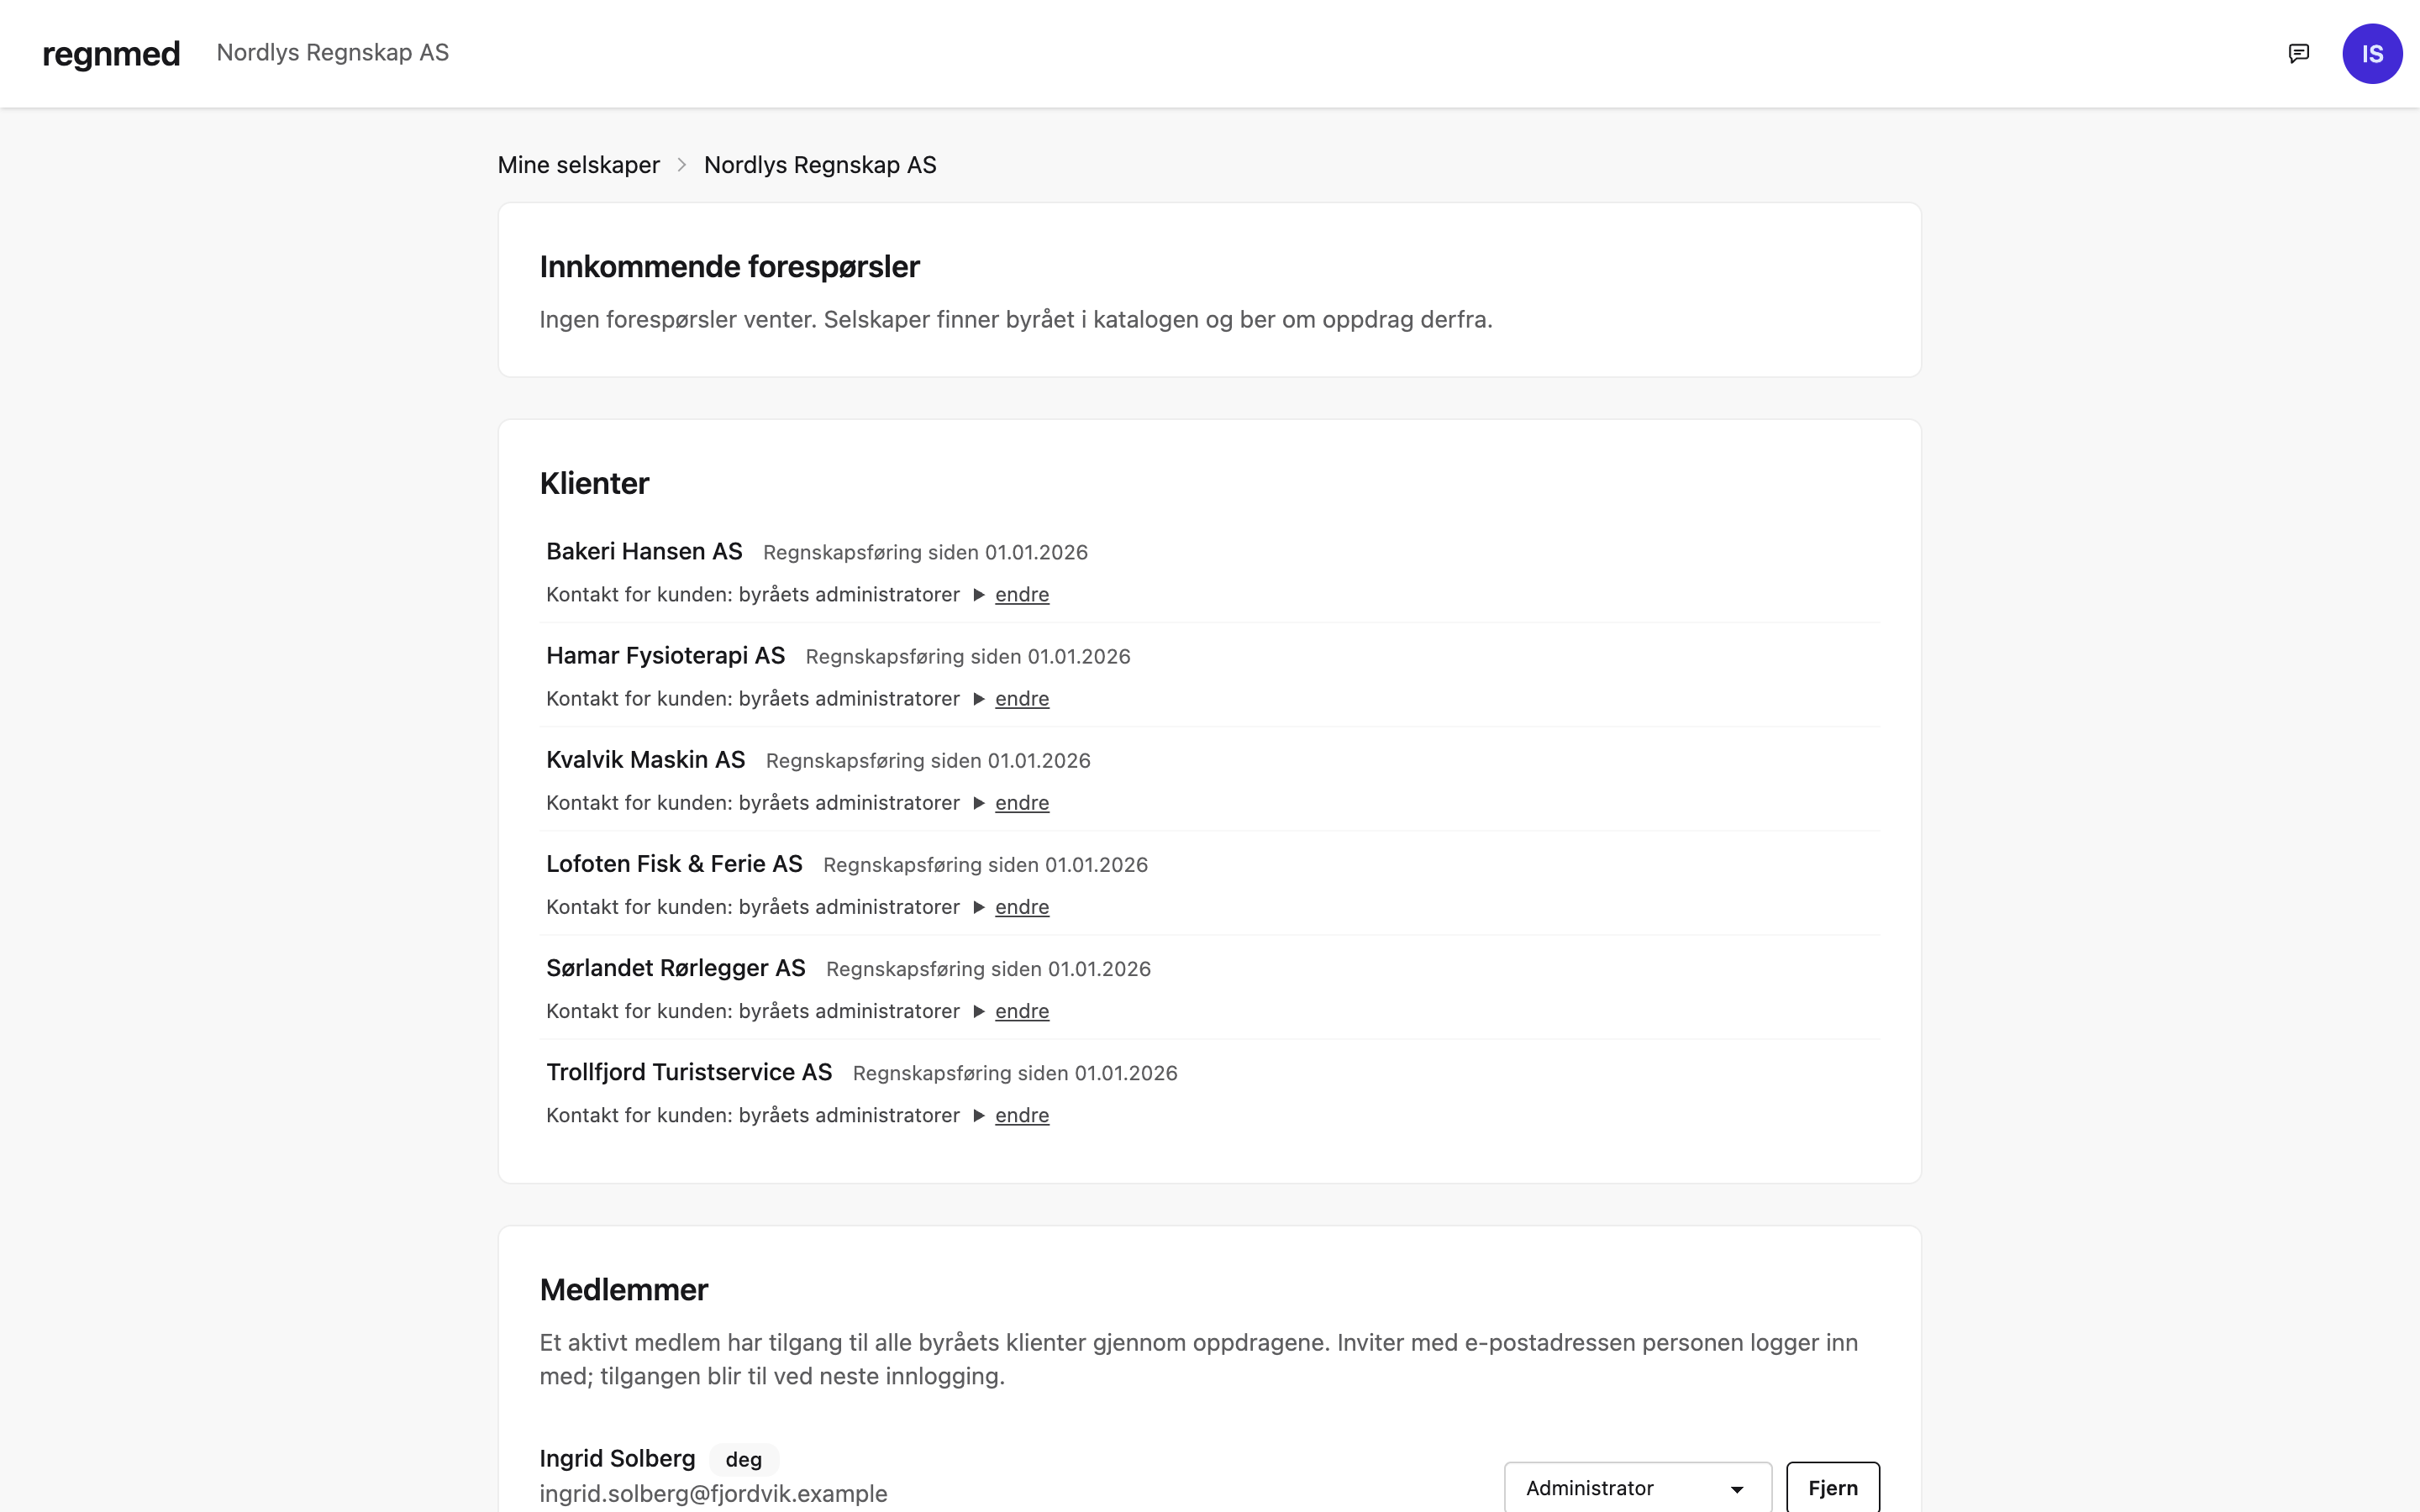 regnmed Nordlys Regnskap AS IS
Mine selskaper > Nordlys Regnskap AS
Innkommende forespørsler
Ingen forespørsler venter. Selskaper finner byrået i katalogen og ber om oppdrag derfra.
Klienter
Bakeri Hansen AS Regnskapsføring siden 01.01.2026
Kontakt for kunden: byråets administratorer ▶ endre
Hamar Fysioterapi AS Regnskapsføring siden 01.01.2026
Kontakt for kunden: byråets administratorer ▶ endre
Kvalvik Maskin AS Regnskapsføring siden 01.01.2026
Kontakt for kunden: byråets administratorer ▶ endre
Lofoten Fisk & Ferie AS Regnskapsføring siden 01.01.2026
Kontakt for kunden: byråets administratorer ▶ endre
Sørlandet Rørlegger AS Regnskapsføring siden 01.01.2026
Kontakt for kunden: byråets administratorer ▶ endre
Trollfjord Turistservice AS Regnskapsføring siden 01.01.2026
Kontakt for kunden: byråets administratorer ▶ endre
Medlemmer
Et aktivt medlem har tilgang til alle byråets klienter gjennom oppdragene. Inviter med e-postadressen personen logger inn
med; tilgangen blir til ved neste innlogging.
Ingrid Solberg deg
ingrid.solberg@fjordvik.example
Administrator Fjern